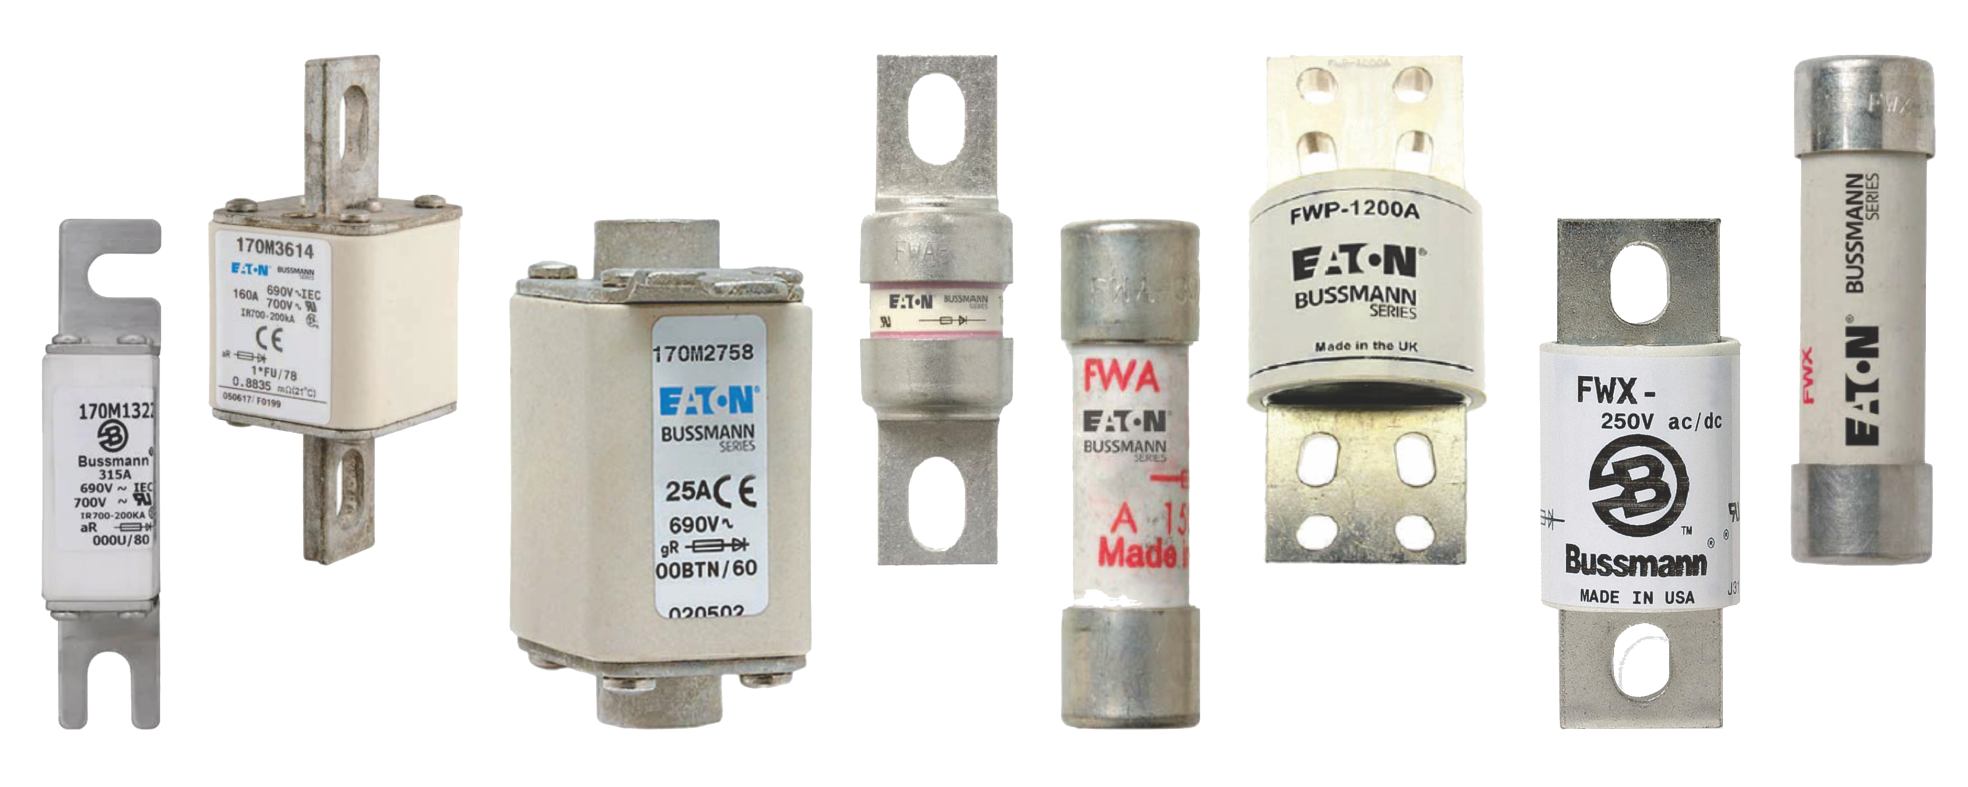 170M1322
Bussmann®
315A
690V ~ IEC
700V ~
IR700-200KA
aR
000U/80
170M3614
EATON BUSSMANN
SERIES
160A 690V~IEC
700V~
IR700-200kA
CE
aR
1*FU/78
0.8835 mΩ(21°C)
050617/ F0199
170M2758
EATON®
BUSSMANN
SERIES
25A CE
690V~
gR
00BTN/60
020502
FWA
EATON BUSSMANN
SERIES
FWA
FWA
EATON
BUSSMANN
SERIES
A 15
Made
FWP-1200A
FWP-1200A
EATON®
BUSSMANN
SERIES
Made in the UK
FWX-
250V ac/dc
B
™
Bussmann®
MADE IN USA
FWX
FWX
EATON®
BUSSMANN
SERIES